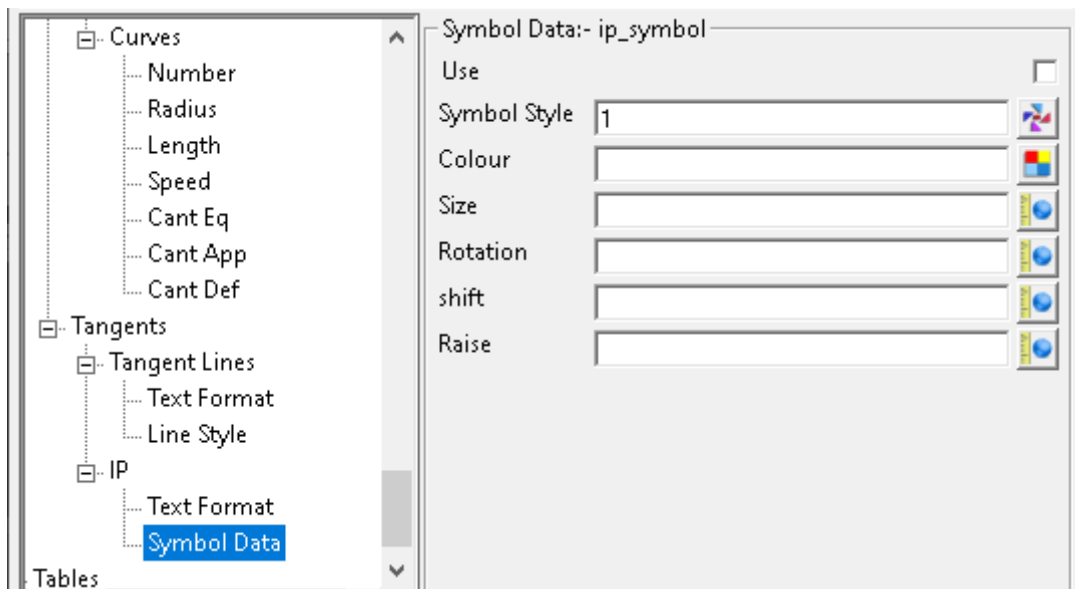 Curves
Number
Radius
Length
Speed
Cant Eq
Cant App
Cant Def
Tangents
Tangent Lines
Text Format
Line Style
IP
Text Format
Symbol Data
Tables
Symbol Data:- ip_symbol
Use
Symbol Style 1
Colour
Size
Rotation
shift
Raise